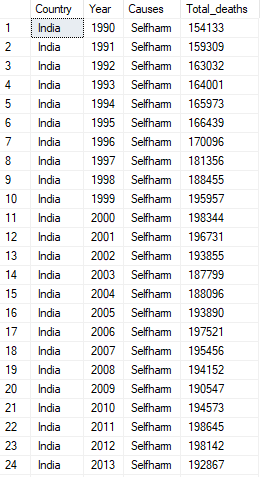 Country Year Causes Total_deaths
1 India 1990 Selfharm 154133
2 India 1991 Selfharm 159309
3 India 1992 Selfharm 163032
4 India 1993 Selfharm 164001
5 India 1994 Selfharm 165973
6 India 1995 Selfharm 166439
7 India 1996 Selfharm 170096
8 India 1997 Selfharm 181356
9 India 1998 Selfharm 188455
10 India 1999 Selfharm 195957
11 India 2000 Selfharm 198344
12 India 2001 Selfharm 196731
13 India 2002 Selfharm 193855
14 India 2003 Selfharm 187799
15 India 2004 Selfharm 188096
16 India 2005 Selfharm 193890
17 India 2006 Selfharm 197521
18 India 2007 Selfharm 195456
19 India 2008 Selfharm 194152
20 India 2009 Selfharm 190547
21 India 2010 Selfharm 194573
22 India 2011 Selfharm 198645
23 India 2012 Selfharm 198142
24 India 2013 Selfharm 192867